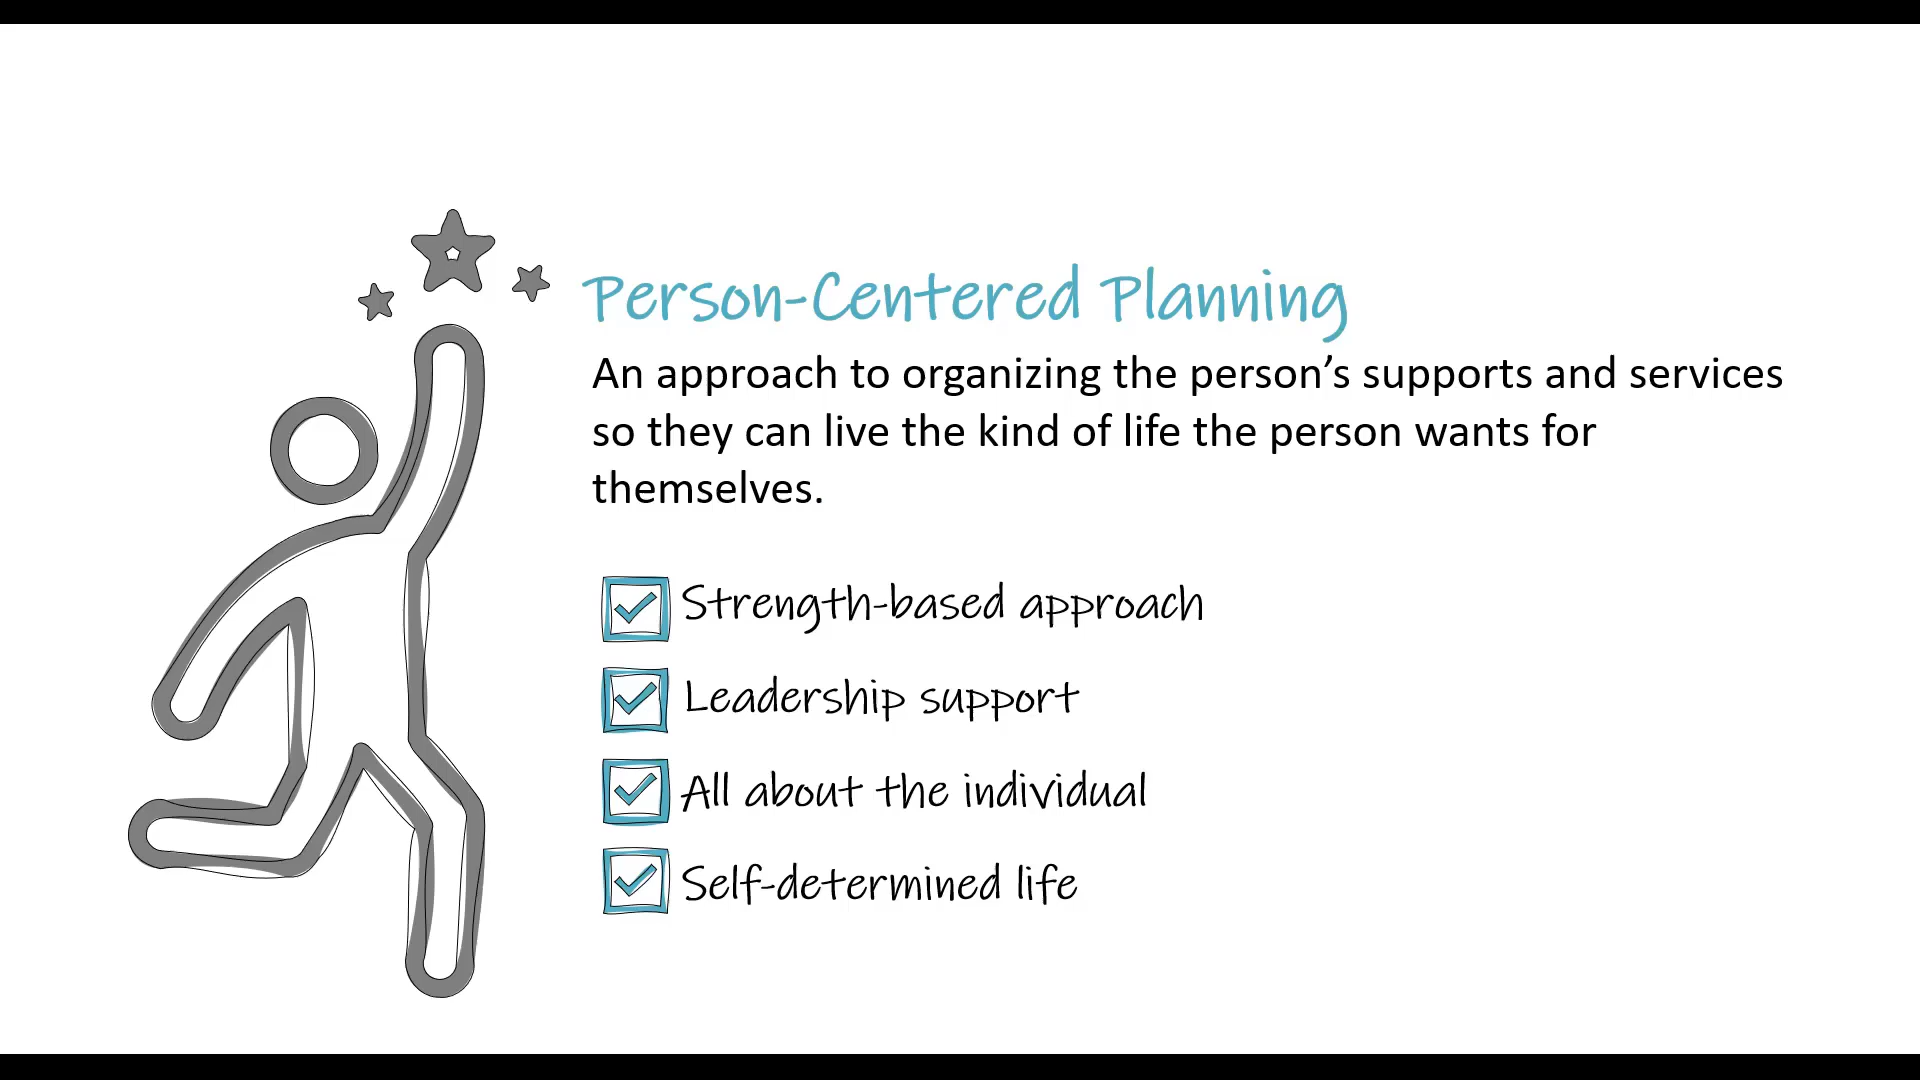 Person-Centered Planning
An approach to organizing the person’s supports and services
so they can live the kind of life the person wants for
themselves.
Strength-based approach
Leadership support
All about the individual
Self-determined life